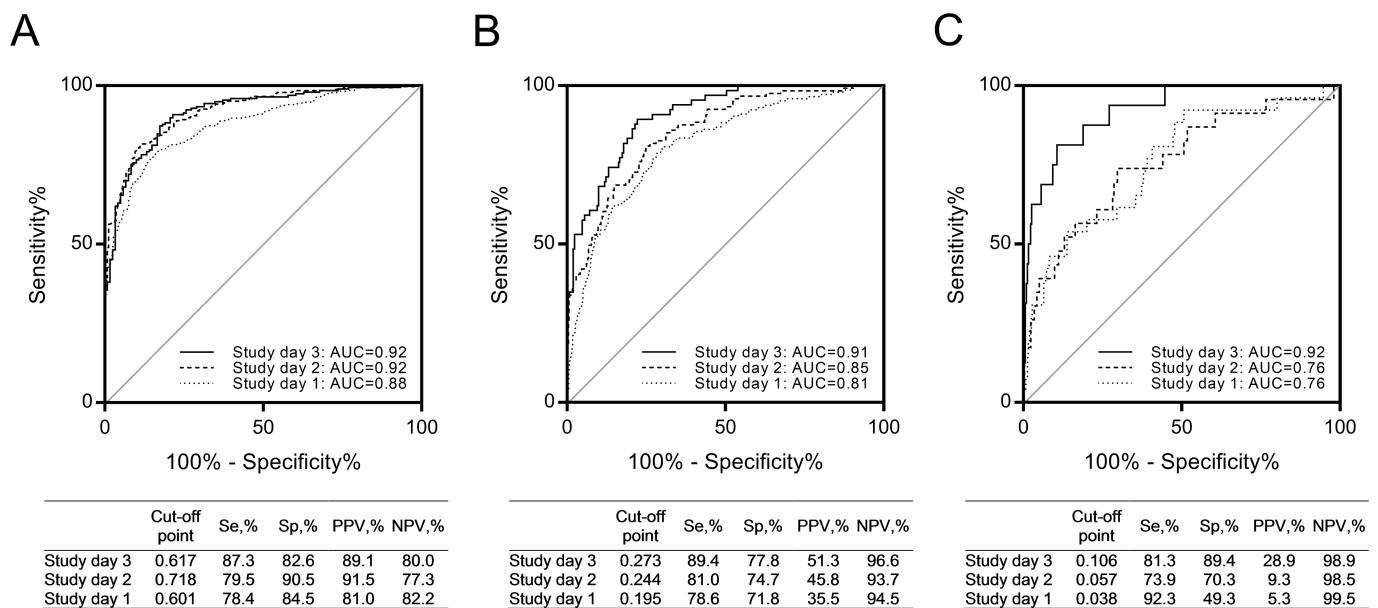 A
100
50
0
Sensitivity%
Study day 3: AUC=0.92
Study day 2: AUC=0.92
Study day 1: AUC=0.88
0 50 100
100% - Specificity%
Cut-off point Se,% Sp,% PPV,% NPV,%
Study day 3 0.617 87.3 82.6 89.1 80.0
Study day 2 0.718 79.5 90.5 91.5 77.3
Study day 1 0.601 78.4 84.5 81.0 82.2
B
100
50
0
Sensitivity%
Study day 3: AUC=0.91
Study day 2: AUC=0.85
Study day 1: AUC=0.81
0 50 100
100% - Specificity%
Cut-off point Se,% Sp,% PPV,% NPV,%
Study day 3 0.273 89.4 77.8 51.3 96.6
Study day 2 0.244 81.0 74.7 45.8 93.7
Study day 1 0.195 78.6 71.8 35.5 94.5
C
100
50
0
Sensitivity%
Study day 3: AUC=0.92
Study day 2: AUC=0.76
Study day 1: AUC=0.76
0 50 100
100% - Specificity%
Cut-off point Se,% Sp,% PPV,% NPV,%
Study day 3 0.106 81.3 89.4 28.9 98.9
Study day 2 0.057 73.9 70.3 9.3 98.5
Study day 1 0.038 92.3 49.3 5.3 99.5